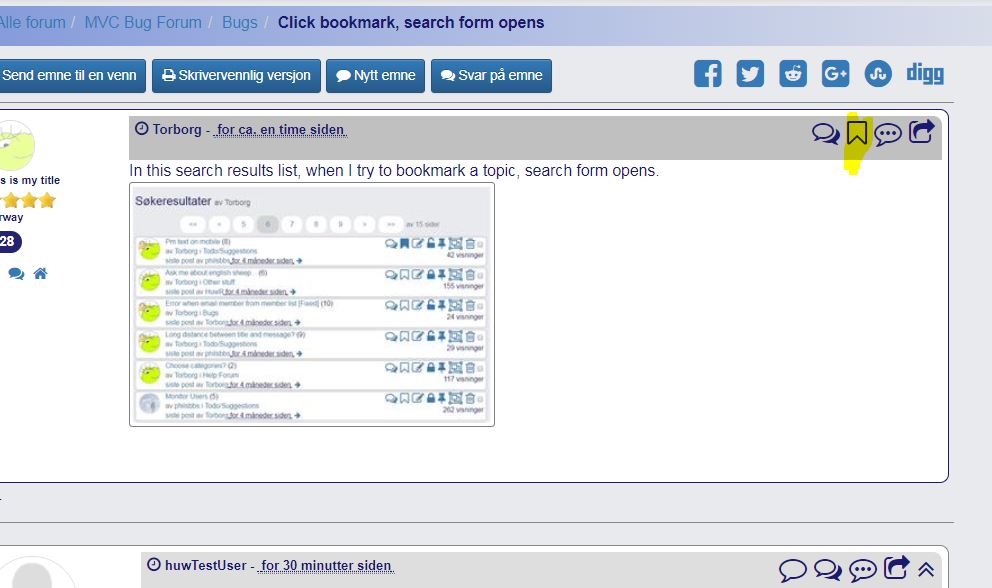 Alle forum / MVC Bug Forum / Bugs / Click bookmark, search form opens
Send emne til en venn Skrivervennlig versjon Nytt emne Svar på emne
digg
Torborg - for ca. en time siden
s is my title
rway
28
In this search results list, when I try to bookmark a topic, search form opens.
Søkeresultater av Torborg
«« « 5 6 7 8 9 » »» av 15 sider
Pm text on mobile (8)
av Torborg i Todo/Suggestions
42 visninger
siste post av philsbbs for 4 måneder siden
Ask me about english sheep... (6)
av Torborg i Other stuff
155 visninger
siste post av HuwR for 4 måneder siden
Error when email member from member list [Fixed] (10)
av Torborg i Bugs
24 visninger
siste post av Torborg for 4 måneder siden
Long distance between title and message? (9)
av Torborg i Todo/Suggestions
29 visninger
siste post av philsbbs for 4 måneder siden
Choose categories? (2)
av Torborg i Help Forum
117 visninger
siste post av Torborg for 4 måneder siden
Monitor Users (5)
av philsbbs i Todo/Suggestions
262 visninger
siste post av Torborg for 4 måneder siden
huwTestUser - for 30 minutter siden